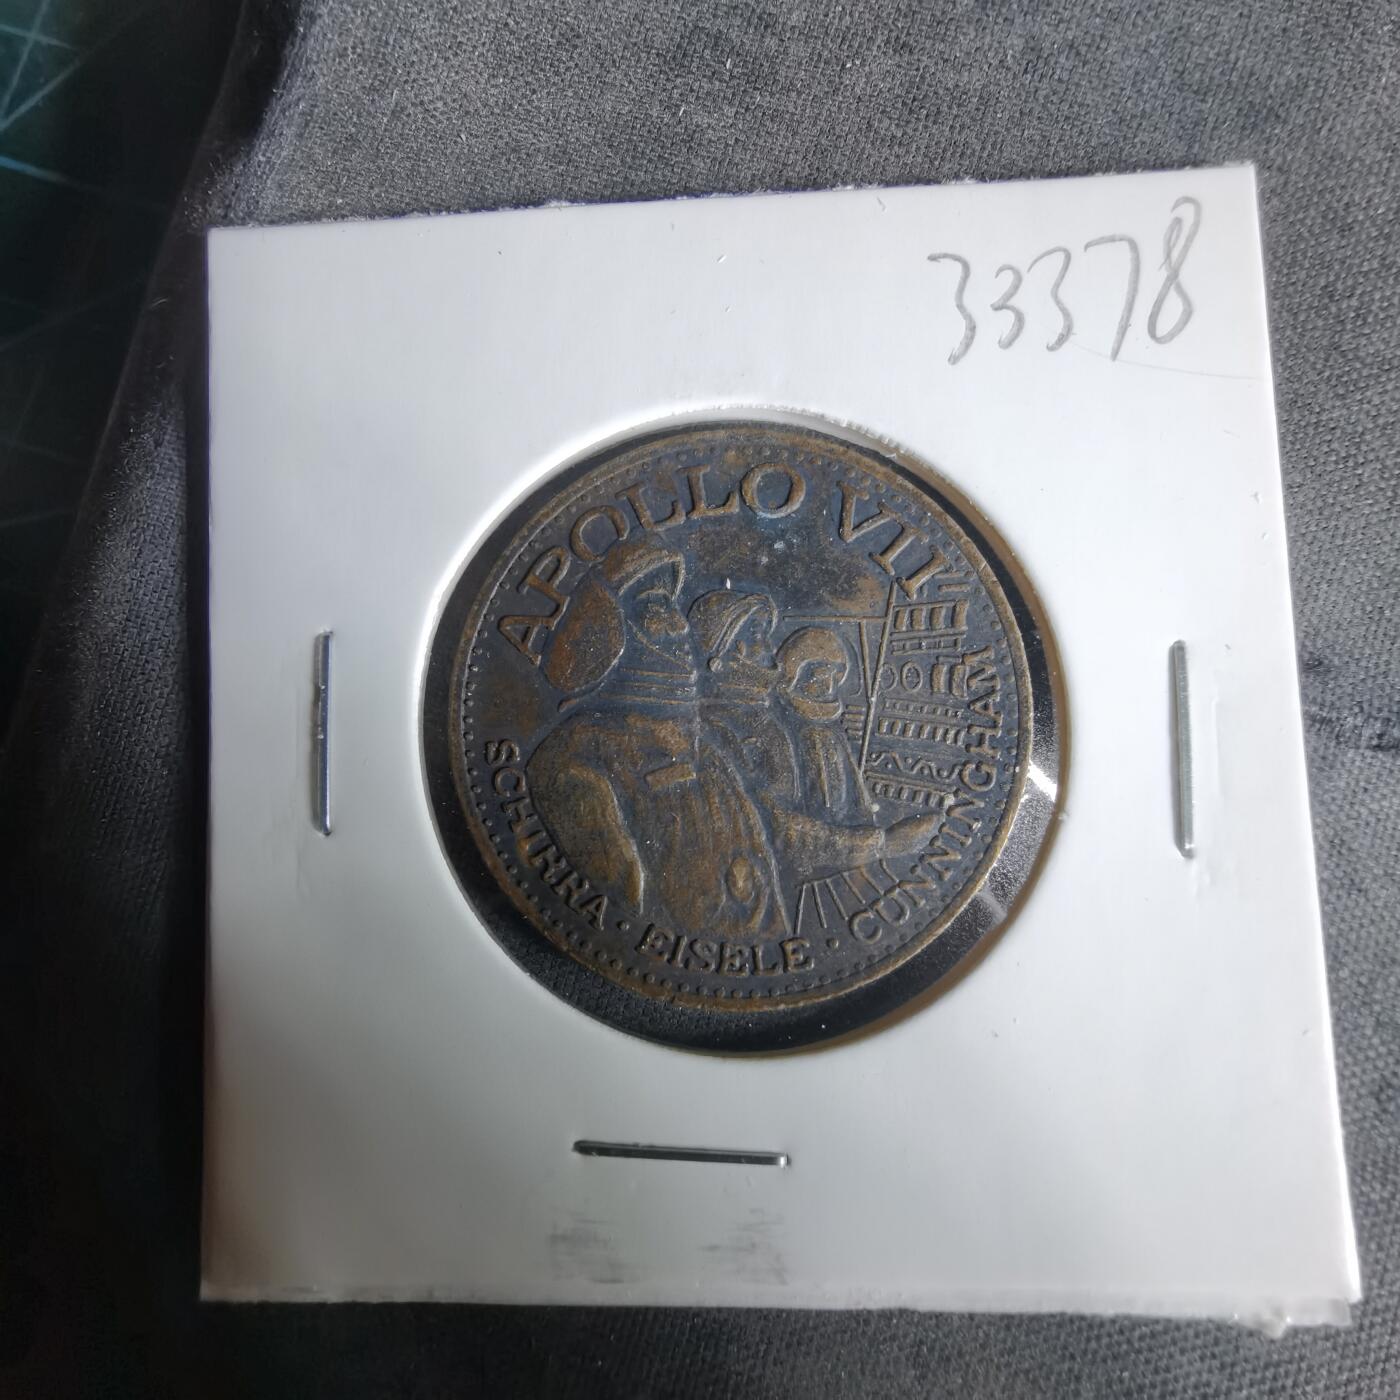 33378
APOLLO VII
SCHIRRA · EISELE · CUNNINGHAM